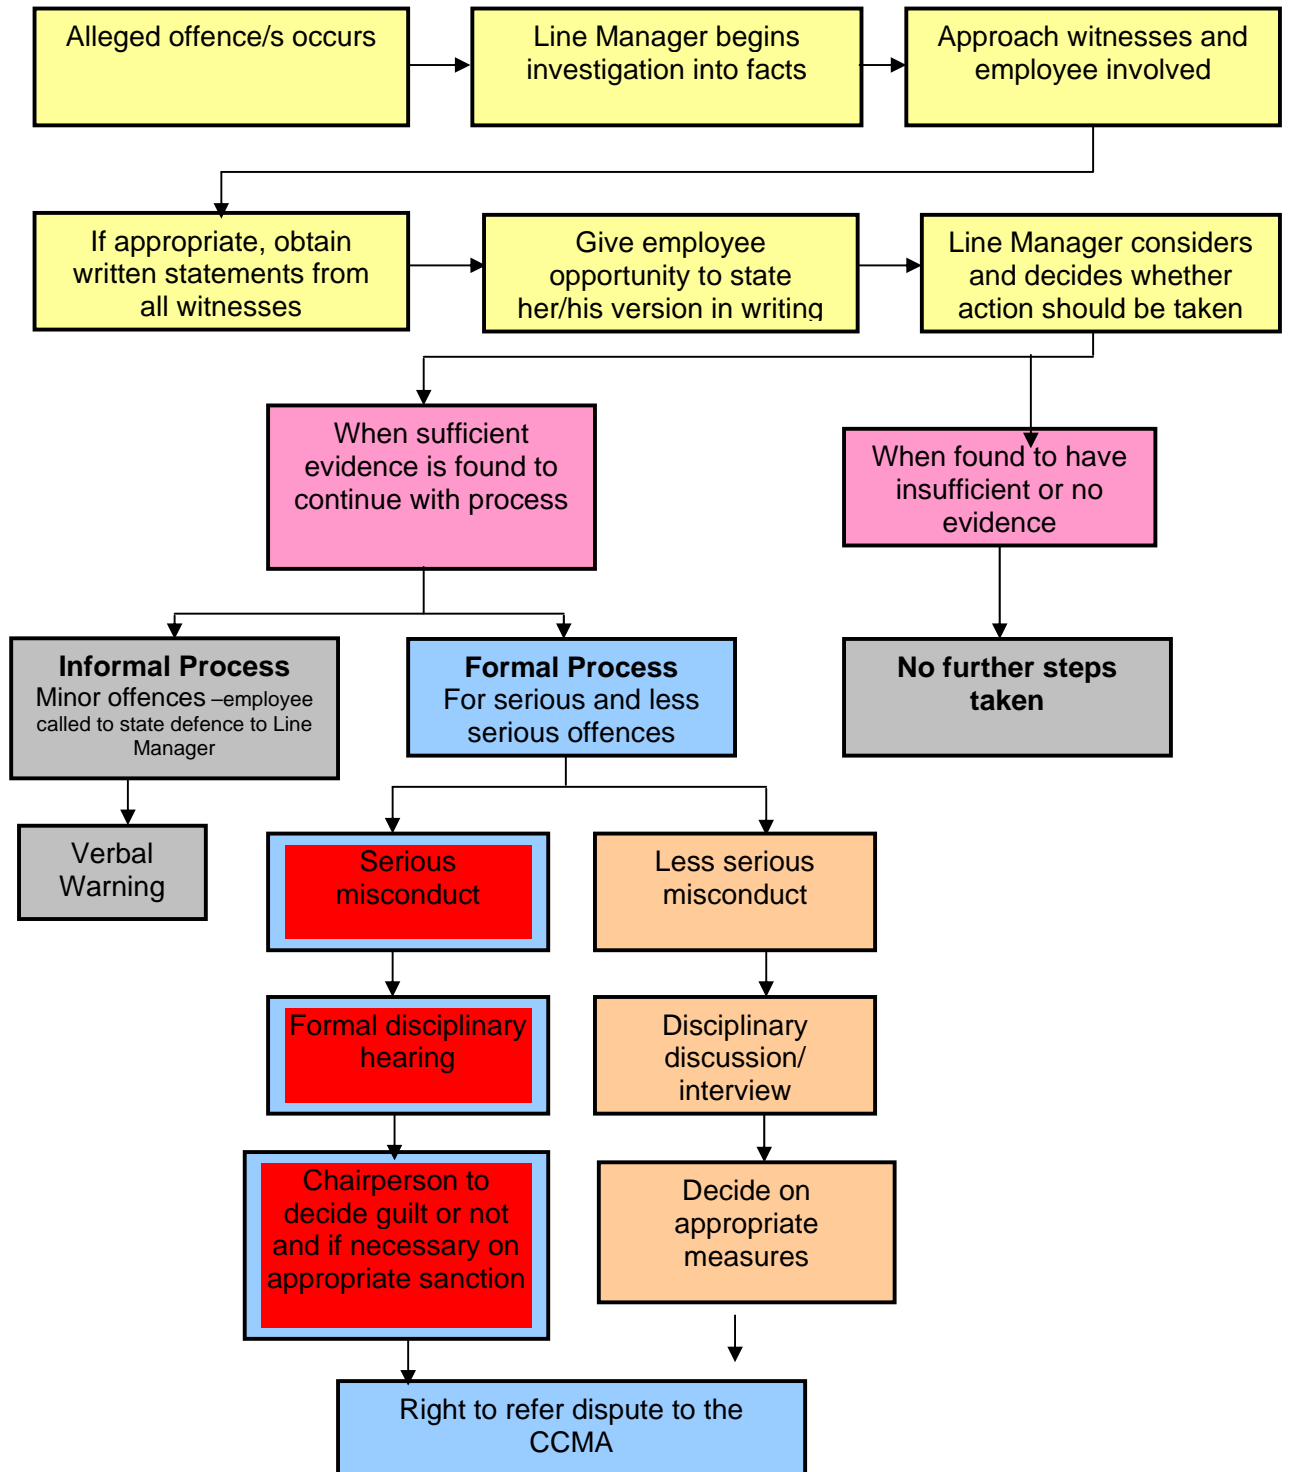 Alleged offence/s occurs
Line Manager begins
investigation into facts
Approach witnesses and
employee involved
If appropriate, obtain
written statements from
all witnesses
Give employee
opportunity to state
her/his version in writing
Line Manager considers
and decides whether
action should be taken
When sufficient
evidence is found to
continue with process
When found to have
insufficient or no
evidence
Informal Process
Minor offences –employee
called to state defence to Line
Manager
Formal Process
For serious and less
serious offences
No further steps
taken
Verbal
Warning
Serious
misconduct
Less serious
misconduct
Formal disciplinary
hearing
Disciplinary
discussion/
interview
Chairperson to
decide guilt or not
and if necessary on
appropriate sanction
Decide on
appropriate
measures
Right to refer dispute to the
CCMA